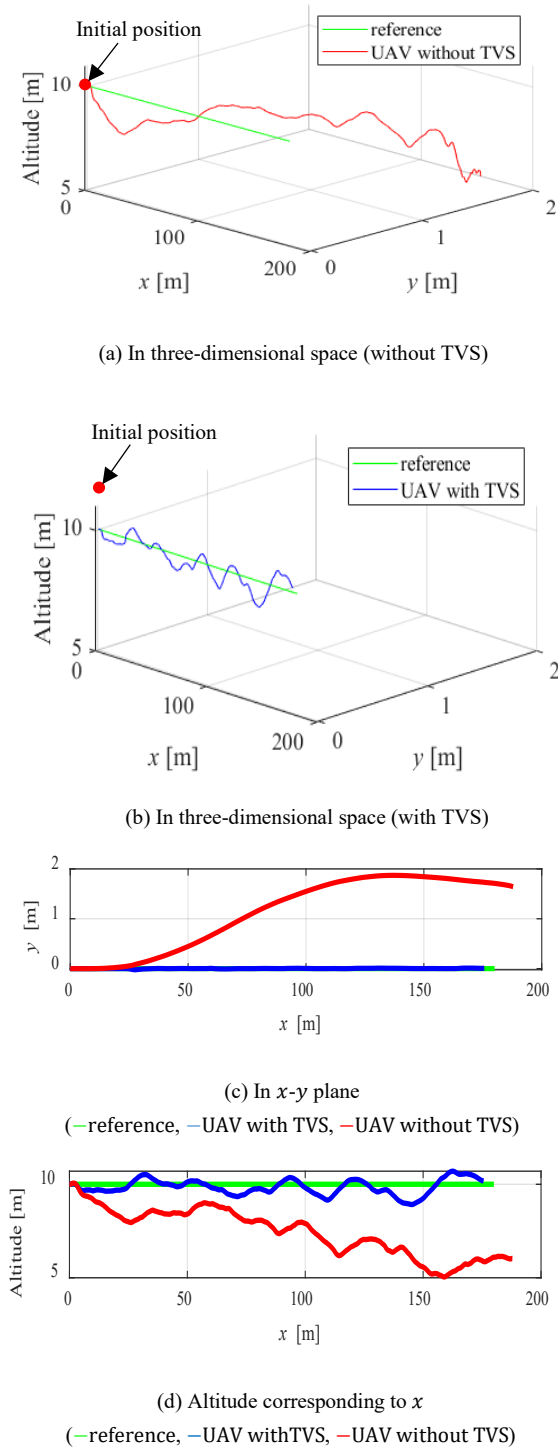 Initial position
reference
UAV without TVS
10
Altitude [m]
5
0
100
200
x [m]
0
1
2
y [m]
(a) In three-dimensional space (without TVS)
Initial position
reference
UAV with TVS
10
Altitude [m]
5
0
100
200
x [m]
0
1
2
y [m]
(b) In three-dimensional space (with TVS)
2
1
0
y [m]
0 50 100 150 200
x [m]
(c) In x-y plane
(−reference, −UAV with TVS, −UAV without TVS)
10
5
Altitude [m]
0 50 100 150 200
x [m]
(d) Altitude corresponding to x
(−reference, −UAV withTVS, −UAV without TVS)